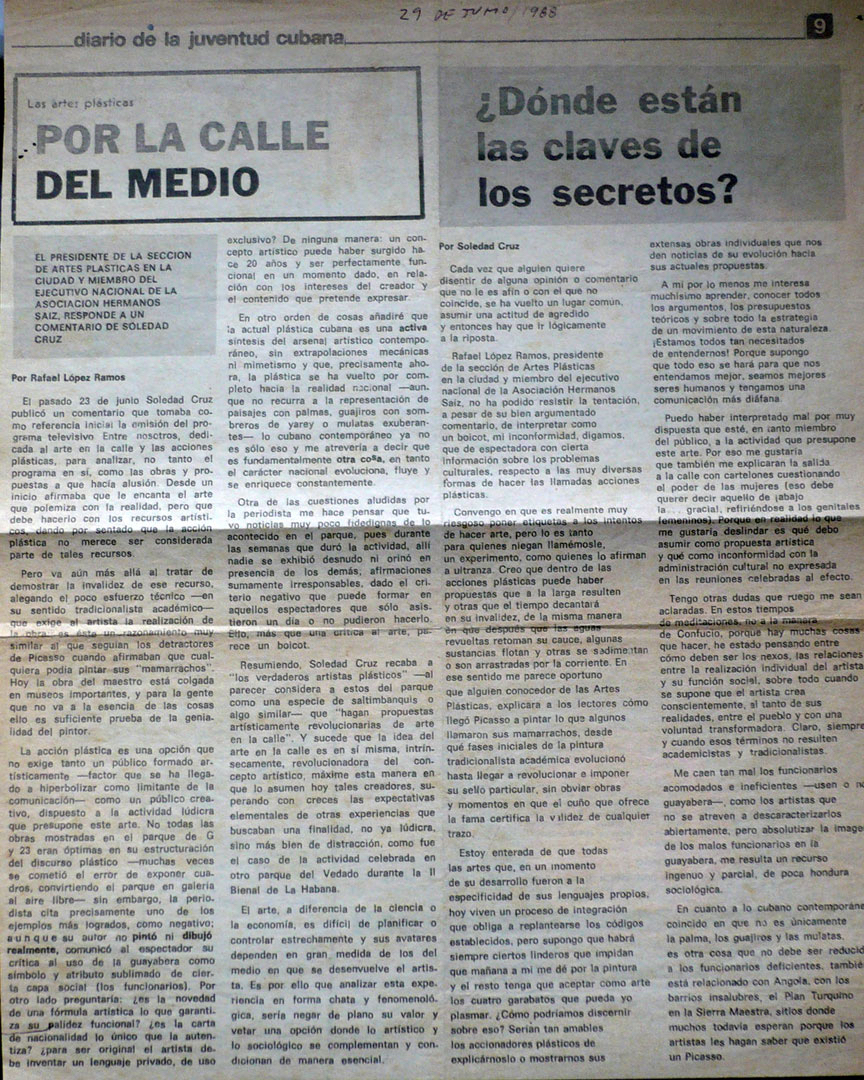 29 DE JUNIO/1988
diario de la juventud cubana
9
Las artes plásticas
POR LA CALLE
DEL MEDIO
EL PRESIDENTE DE LA SECCION
DE ARTES PLASTICAS EN LA
CIUDAD Y MIEMBRO DEL
EJECUTIVO NACIONAL DE LA
ASOCIACION HERMANOS
SAIZ, RESPONDE A UN
COMENTARIO DE SOLEDAD
CRUZ
Por Rafael López Ramos
El pasado 23 de junio Soledad Cruz
publicó un comentario que tomaba co-
mo referencia inicial la emisión del pro-
grama televisivo Entre nosotros, dedi-
cada al arte en la calle y las acciones
plásticas, para analizar, no tanto el
programa en sí, como las obras y pro-
puestas a que hacía alusión. Desde un
inicio afirmaba que le encanta el arte
que polemiza con la realidad, pero que
debe hacerlo con los recursos artísti-
cos, dando por sentado que la acción
plástica no merece ser considerada
parte de tales recursos.
Pero va aún más allá al tratar de
demostrar la invalidez de ese recurso,
alegando el poco esfuerzo técnico —en
su sentido tradicionalista académico—
que exige al artista la realización de
la obra; es éste un razonamiento muy
similar al que seguían los detractores
de Picasso cuando afirmaban que cual-
quiera podía pintar sus "mamarrachos".
Hoy la obra del maestro está colgada
en museos importantes, y para la gente
que no va a la esencia de las cosas
ello es suficiente prueba de la genia-
lidad del pintor.
La acción plástica es una opción que
no exige tanto un público formado ar-
tísticamente —factor que se ha llega-
do a hiperbolizar como limitante de la
comunicación— como un público crea-
tivo, dispuesto a la actividad lúdicra
que presupone este arte. No todas las
obras mostradas en el parque de G
y 23 eran óptimas en su estructuración
del discurso plástico —muchas veces
se cometió el error de exponer cua-
dros, convirtiendo el parque en galería
al aire libre— sin embargo, la perio-
dista cita precisamente uno de los
ejemplos más logrados, como negativo;
aunque su autor no pintó ni dibujó
realmente, comunicó al espectador su
crítica al uso de la guayabera como
símbolo y atributo sublimado de cier-
ta capa social (los funcionarios). Por
otro lado preguntaría: ¿es la novedad
de una fórmula artística lo que garanti-
za su validez funcional? ¿es la carta
de nacionalidad lo único que la auten-
tiza? ¿para ser original el artista de-
be inventar un lenguaje privado, de uso
exclusivo? De ninguna manera: un con-
cepto artístico puede haber surgido ha-
ce 20 años y ser perfectamente fun-
cional en un momento dado, en rela-
ción con los intereses del creador y
el contenido que pretende expresar.
En otro orden de cosas añadiré que
la actual plástica cubana es una activa
síntesis del arsenal artístico contempo-
ráneo, sin extrapolaciones mecánicas
ni mimetismo y que, precisamente aho-
ra, la plástica se ha vuelto por com-
pleto hacia la realidad nacional —aun-
que no recurra a la representación de
paisajes con palmas, guajiros con som-
breros de yarey o mulatas exuberan-
tes— lo cubano contemporáneo ya no
es sólo eso y me atrevería a decir que
es fundamentalmente otra cosa, en tanto
el carácter nacional evoluciona, fluye y
se enriquece constantemente.
Otra de las cuestiones aludidas por
la periodista me hace pensar que tu-
vo noticias muy poco fidedignas de lo
acontecido en el parque, pues durante
las semanas que duró la actividad, allí
nadie se exhibió desnudo ni orinó en
presencia de los demás, afirmaciones
sumamente irresponsables, dado el cri-
terio negativo que puede formar en
aquellos espectadores que sólo asis-
tieron un día o no pudieron hacerlo.
Ello, más que una crítica al arte, pa-
rece un boicot.
Resumiendo, Soledad Cruz recaba a
"los verdaderos artistas plásticos" —al
parecer considera a estos del parque
como una especie de saltimbanquis o
algo similar— que "hagan propuestas
artísticamente revolucionarias de arte
en la calle". Y sucede que la idea del
arte en la calle es en sí misma, intrín-
secamente, revolucionadora del con-
cepto artístico, máxime esta manera en
que lo asumen hoy tales creadores, su-
perando con creces las expectativas
elementales de otras experiencias que
buscaban una finalidad, no ya lúdicra,
sino más bien de distracción, como fue
el caso de la actividad celebrada en
otro parque del Vedado durante la II
Bienal de La Habana.
El arte, a diferencia de la ciencia o
la economía, es difícil de planificar o
controlar estrechamente y sus avatares
dependen en gran medida de los del
medio en que se desenvuelve el artis-
ta. Es por ello que analizar esta expe-
riencia en forma chata y fenomenoló-
gica, sería negar de plano su valor y
vetar una opción donde lo artístico y
lo sociológico se complementan y con-
dicionan de manera esencial.
¿Dónde están
las claves de
los secretos?
Por Soledad Cruz
Cada vez que alguien quiere
disentir de alguna opinión o comentario
que no le es afín o con el que no
coincide, se ha vuelto un lugar común,
asumir una actitud de agredido
y entonces hay que ir lógicamente
a la riposta.
Rafael López Ramos, presidente
de la sección de Artes Plásticas
en la ciudad y miembro del ejecutivo
nacional de la Asociación Hermanos
Saíz, no ha podido resistir la tentación,
a pesar de su bien argumentado
comentario, de interpretar como
un boicot, mi inconformidad, digamos,
que de espectadora con cierta
información sobre los problemas
culturales, respecto a las muy diversas
formas de hacer las llamadas acciones
plásticas.
Convengo en que es realmente muy
riesgoso poner etiquetas a los intentos
de hacer arte, pero lo es tanto
para quienes niegan llamémosle,
un experimento, como quienes lo afirman
a ultranza. Creo que dentro de las
acciones plásticas puede haber
propuestas que a la larga resulten
y otras que el tiempo decantará
en su invalidez, de la misma manera
en que después que las aguas
revueltas retoman su cauce, algunas
sustancias flotan y otras se sadimentan
o son arrastradas por la corriente. En
ese sentido me parece oportuno
que alguien conocedor de las Artes
Plásticas, explicara a los lectores cómo
llegó Picasso a pintar lo que algunos
llamaron sus mamarrachos, desde
qué fases iniciales de la pintura
tradicionalista académica evolucionó
hasta llegar a revolucionar e imponer
su sello particular, sin obviar obras
y momentos en que el cuño que ofrece
la fama certifica la validez de cualquier
trazo.
Estoy enterada de que todas
las artes que, en un momento
de su desarrollo fueron a la
especificidad de sus lenguajes propios,
hoy viven un proceso de integración
que obliga a replantearse los códigos
establecidos, pero supongo que habrá
siempre ciertos linderos que impidan
que mañana a mí me dé por la pintura
y el resto tenga que aceptar como arte
los cuatro garabatos que pueda yo
plasmar. ¿Cómo podríamos discernir
sobre eso? Serían tan amables
los accionadores plásticos de
explicárnoslo o mostrarnos sus
extensas obras individuales que nos
den noticias de su evolución hacia
sus actuales propuestas.
A mí por lo menos me interesa
muchísimo aprender, conocer todos
los argumentos, los presupuestos
teóricos y sobre todo la estrategia
de un movimiento de esta naturaleza.
¡Estamos todos tan necesitados
de entendernos! Porque supongo
que todo eso se hará para que nos
entendamos mejor, seamos mejores
seres humanos y tengamos una
comunicación más diáfana.
Puedo haber interpretado mal por muy
dispuesta que esté, en tanto miembro
del público, a la actividad que presupone
este arte. Por eso me gustaría
que también me explicaran la salida
a la calle con cartelones cuestionando
el poder de las mujeres (eso debe
querer decir aquello de ¡abajo
la... gracia!, refiriéndose a los genitales
femeninos). Porque en realidad lo que
me gustaría deslindar es qué debo
asumir como propuesta artística
y qué como inconformidad con la
administración cultural no expresada
en las reuniones celebradas al efecto.
Tengo otras dudas que ruego me sean
aclaradas. En estos tiempos
de meditaciones, no a la manera
de Confucio, porque hay muchas cosas
que hacer, he estado pensando entre
cómo deben ser los nexos, las relaciones
entre la realización individual del artista
y su función social, sobre todo cuando
se supone que el artista crea
conscientemente, al tanto de sus
realidades, entre el pueblo y con una
voluntad transformadora. Claro, siempre
y cuando esos términos no resulten
academicistas y tradicionalistas.
Me caen tan mal los funcionarios
acomodados e ineficientes —usen o no
guayabera—, como los artistas que
no se atreven a descaracterizarlos
abiertamente, pero absolutizar la imagen
de los malos funcionarios en la
guayabera, me resulta un recurso
ingenuo y parcial, de poca hondura
sociológica.
En cuanto a lo cubano contemporáne
coincido en que no es únicamente
la palma, los guajiros y las mulatas,
es otra cosa que no debe ser reducid
a los funcionarios deficientes, tambié
está relacionado con Angola, con los
barrios insalubres, el Plan Turquino
en la Sierra Maestra, sitios donde
muchos todavía esperan porque los
artistas les hagan saber que existió
un Picasso.